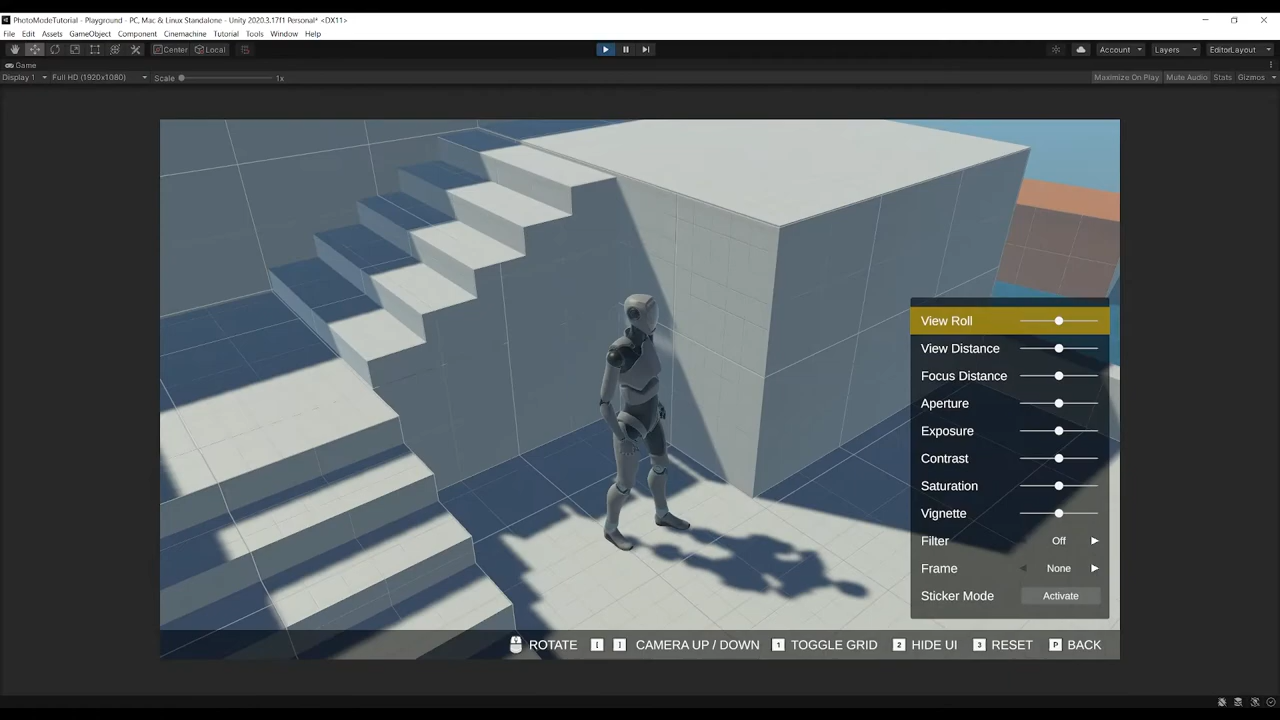 PhotoModeTutorial - Playground - PC, Mac & Linux Standalone - Unity 2020.3.17f1 Personal* <DX11>
File Edit Assets GameObject Component Cinemachine Tutorial Tools Window Help
Center Local Account Layers EditorLayout
Game
Display 1 Full HD (1920x1080) Scale 1x Maximize On Play Mute Audio Stats Gizmos
View Roll
View Distance
Focus Distance
Aperture
Exposure
Contrast
Saturation
Vignette
Filter Off
Frame None
Sticker Mode Activate
ROTATE [ ] CAMERA UP / DOWN 1 TOGGLE GRID 2 HIDE UI 3 RESET P BACK